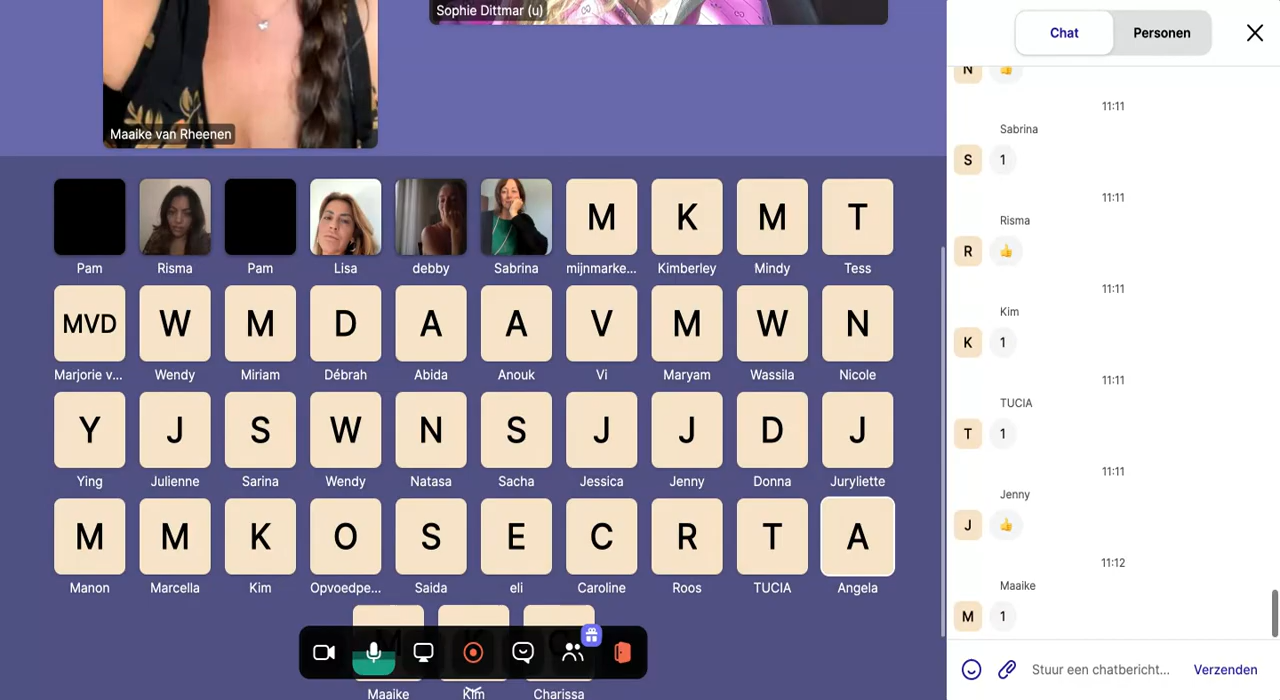 Sophie Dittmar (u)
Maaike van Rheenen
Pam
Risma
Pam
Lisa
debby
Sabrina
M
mijnmarke...
K
Kimberley
M
Mindy
T
Tess
MVD
Marjorie v...
W
Wendy
M
Miriam
D
Débrah
A
Abida
A
Anouk
V
Vi
M
Maryam
W
Wassila
N
Nicole
Y
Ying
J
Julienne
S
Sarina
W
Wendy
N
Natasa
S
Sacha
J
Jessica
J
Jenny
D
Donna
J
Juryliette
M
Manon
M
Marcella
K
Kim
O
Opvoedpe...
S
Saida
E
eli
C
Caroline
R
Roos
T
TUCIA
A
Angela
Maaike
Kim
Charissa
Chat
Personen
N 👍
11:11
Sabrina
S 1
11:11
Risma
R 👍
11:11
Kim
K 1
11:11
TUCIA
T 1
11:11
Jenny
J 👍
11:12
Maaike
M 1
Stuur een chatbericht...
Verzenden